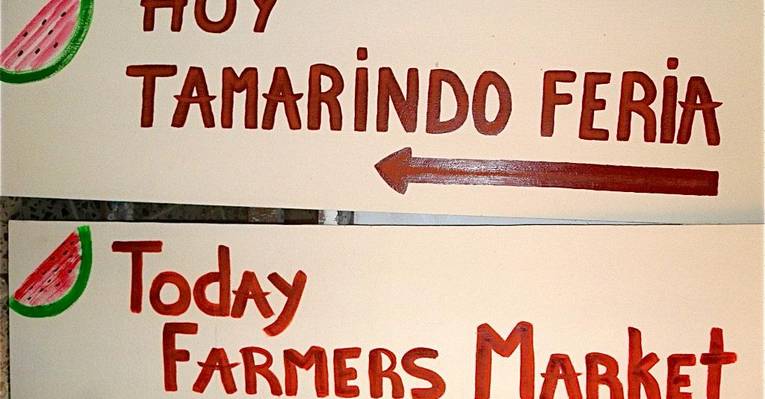 HOY
TAMARINDO FERIA
Today
FARMERS MARKET